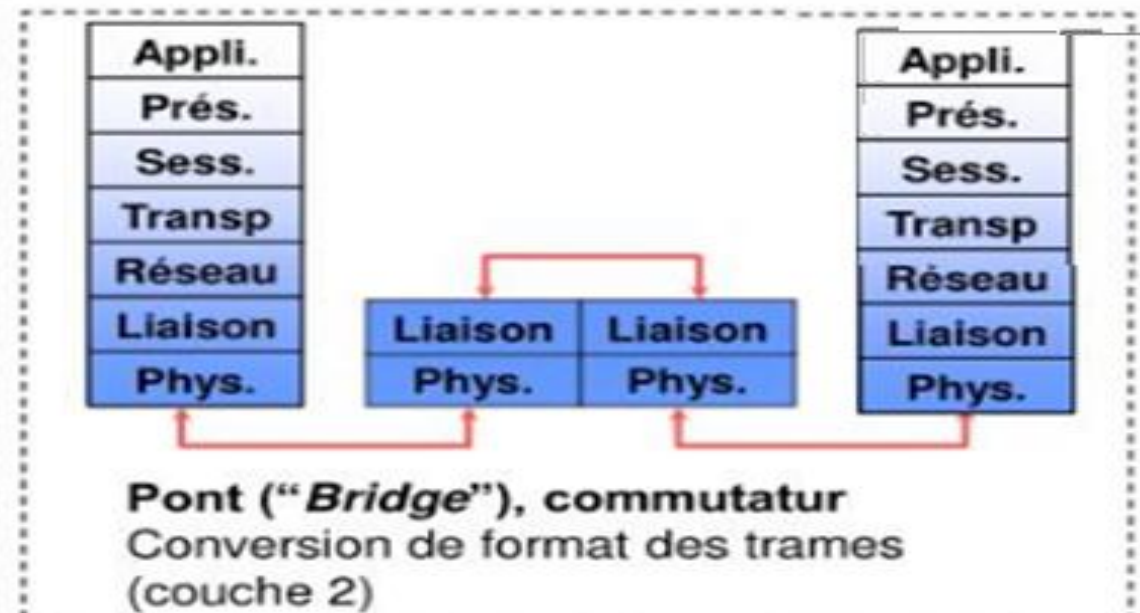 Appli.
Prés.
Sess.
Transp
Réseau
Liaison
Phys.
Liaison Liaison
Phys. Phys.
Appli.
Prés.
Sess.
Transp
Réseau
Liaison
Phys.
Pont (“Bridge”), commutatur
Conversion de format des trames
(couche 2)